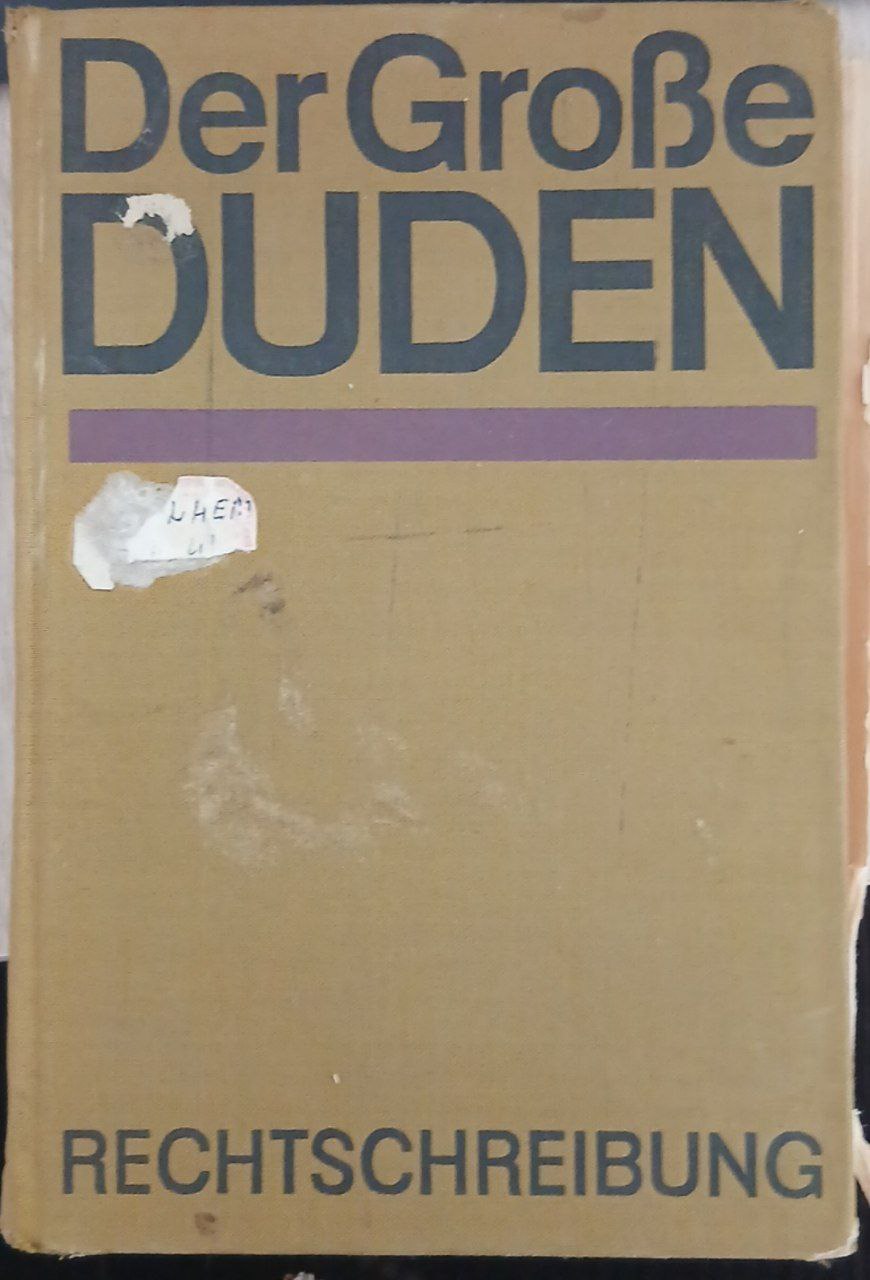 Der Große
DUDEN
RECHTSCHREIBUNG